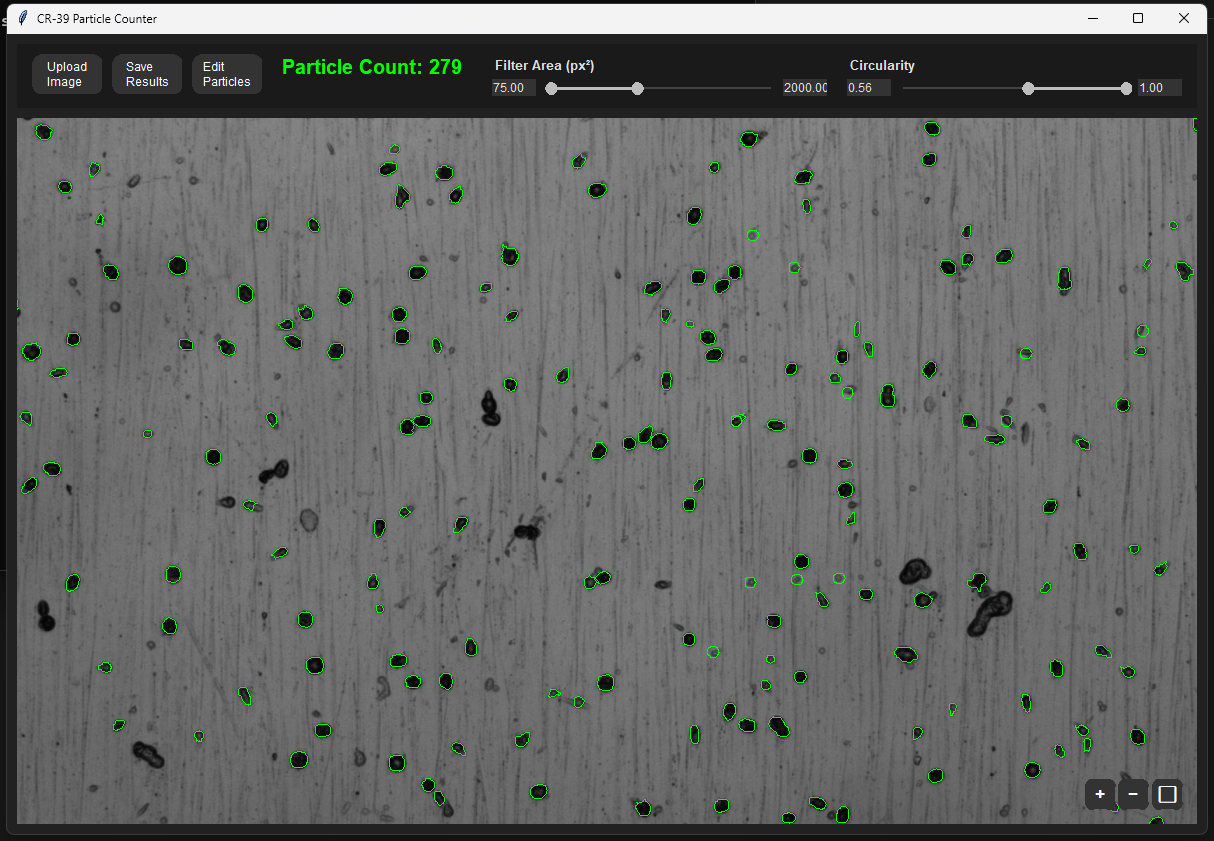 CR-39 Particle Counter
Upload
Image
Save
Results
Edit
Particles
Particle Count: 279
Filter Area (px²)
75.00
2000.00
Circularity
0.56
1.00
+
−